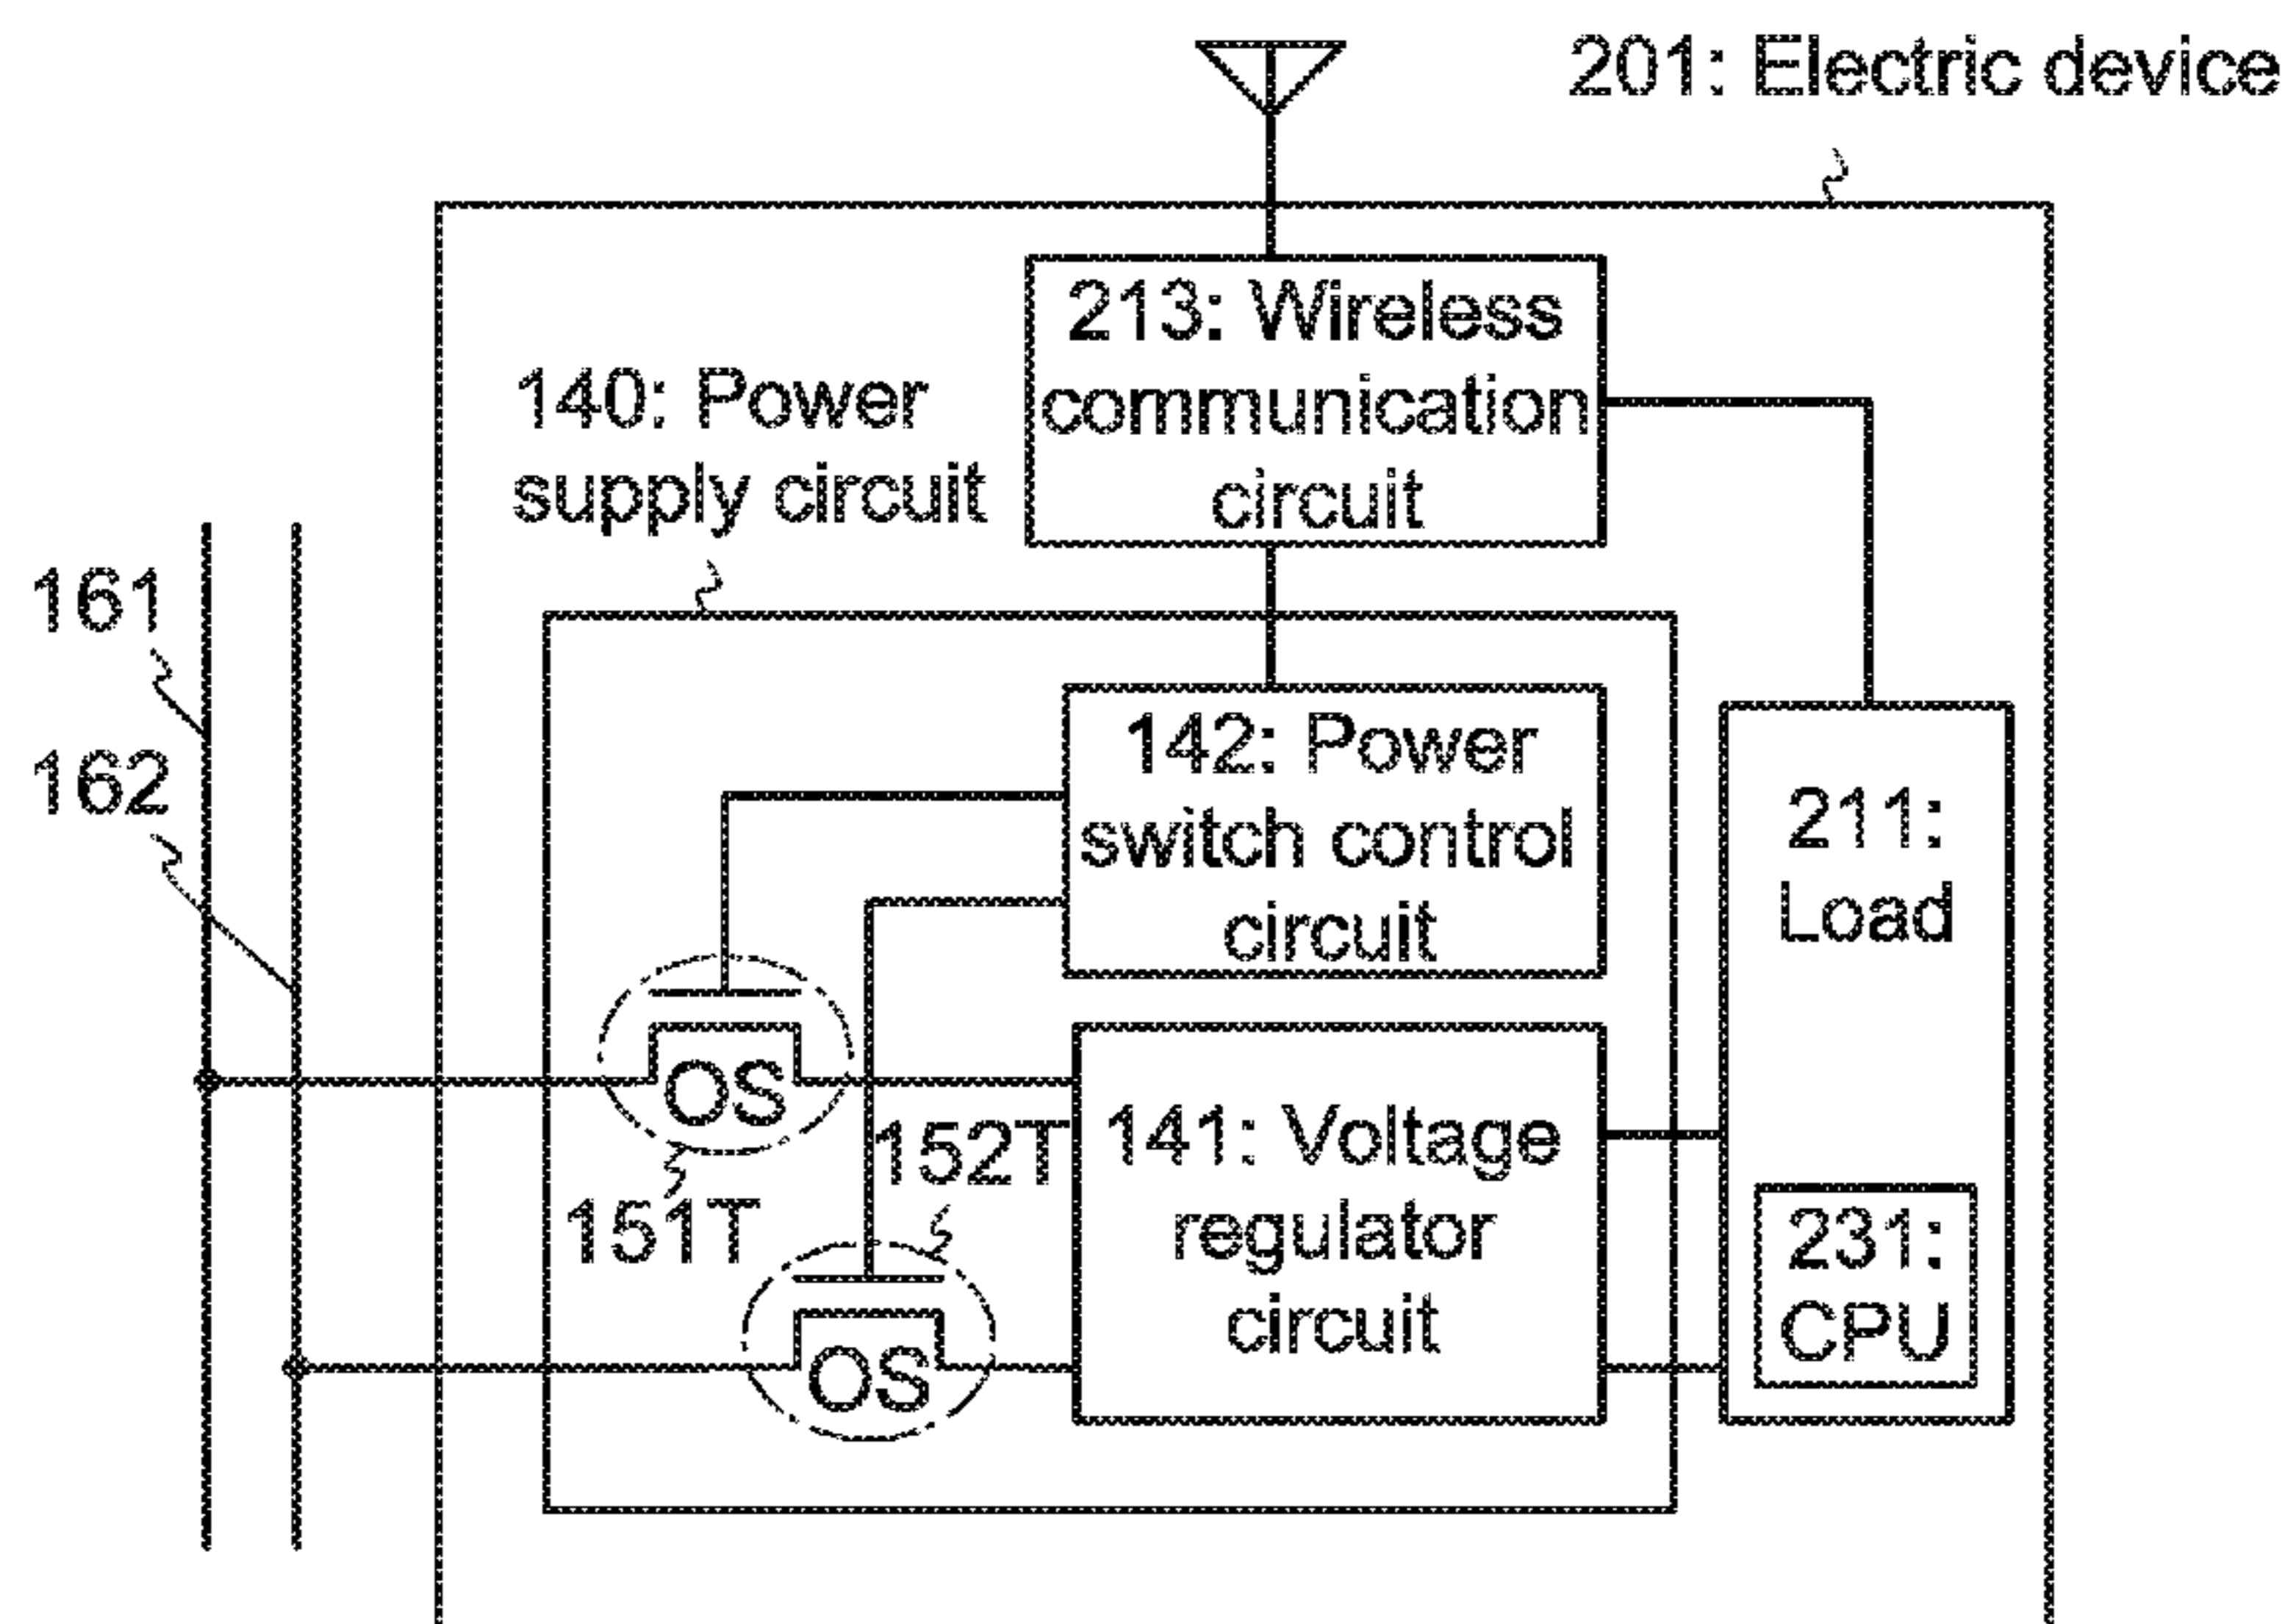 201: Electric device
213: Wireless
communication
circuit
140: Power
supply circuit
161
162
142: Power
switch control
circuit
211:
Load
OS
151T
152T
141: Voltage
regulator
circuit
OS
231:
CPU